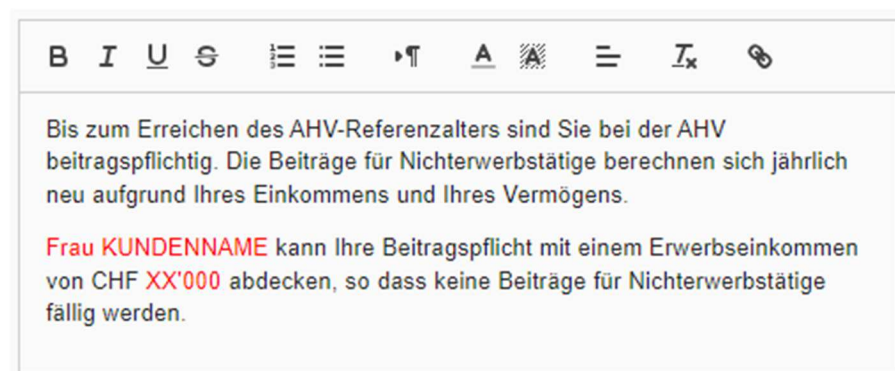 Bis zum Erreichen des AHV-Referenzalters sind Sie bei der AHV
beitragspflichtig. Die Beiträge für Nichterwerbstätige berechnen sich jährlich
neu aufgrund Ihres Einkommens und Ihres Vermögens.
Frau KUNDENNAME kann Ihre Beitragspflicht mit einem Erwerbseinkommen
von CHF XX'000 abdecken, so dass keine Beiträge für Nichterwerbstätige
fällig werden.